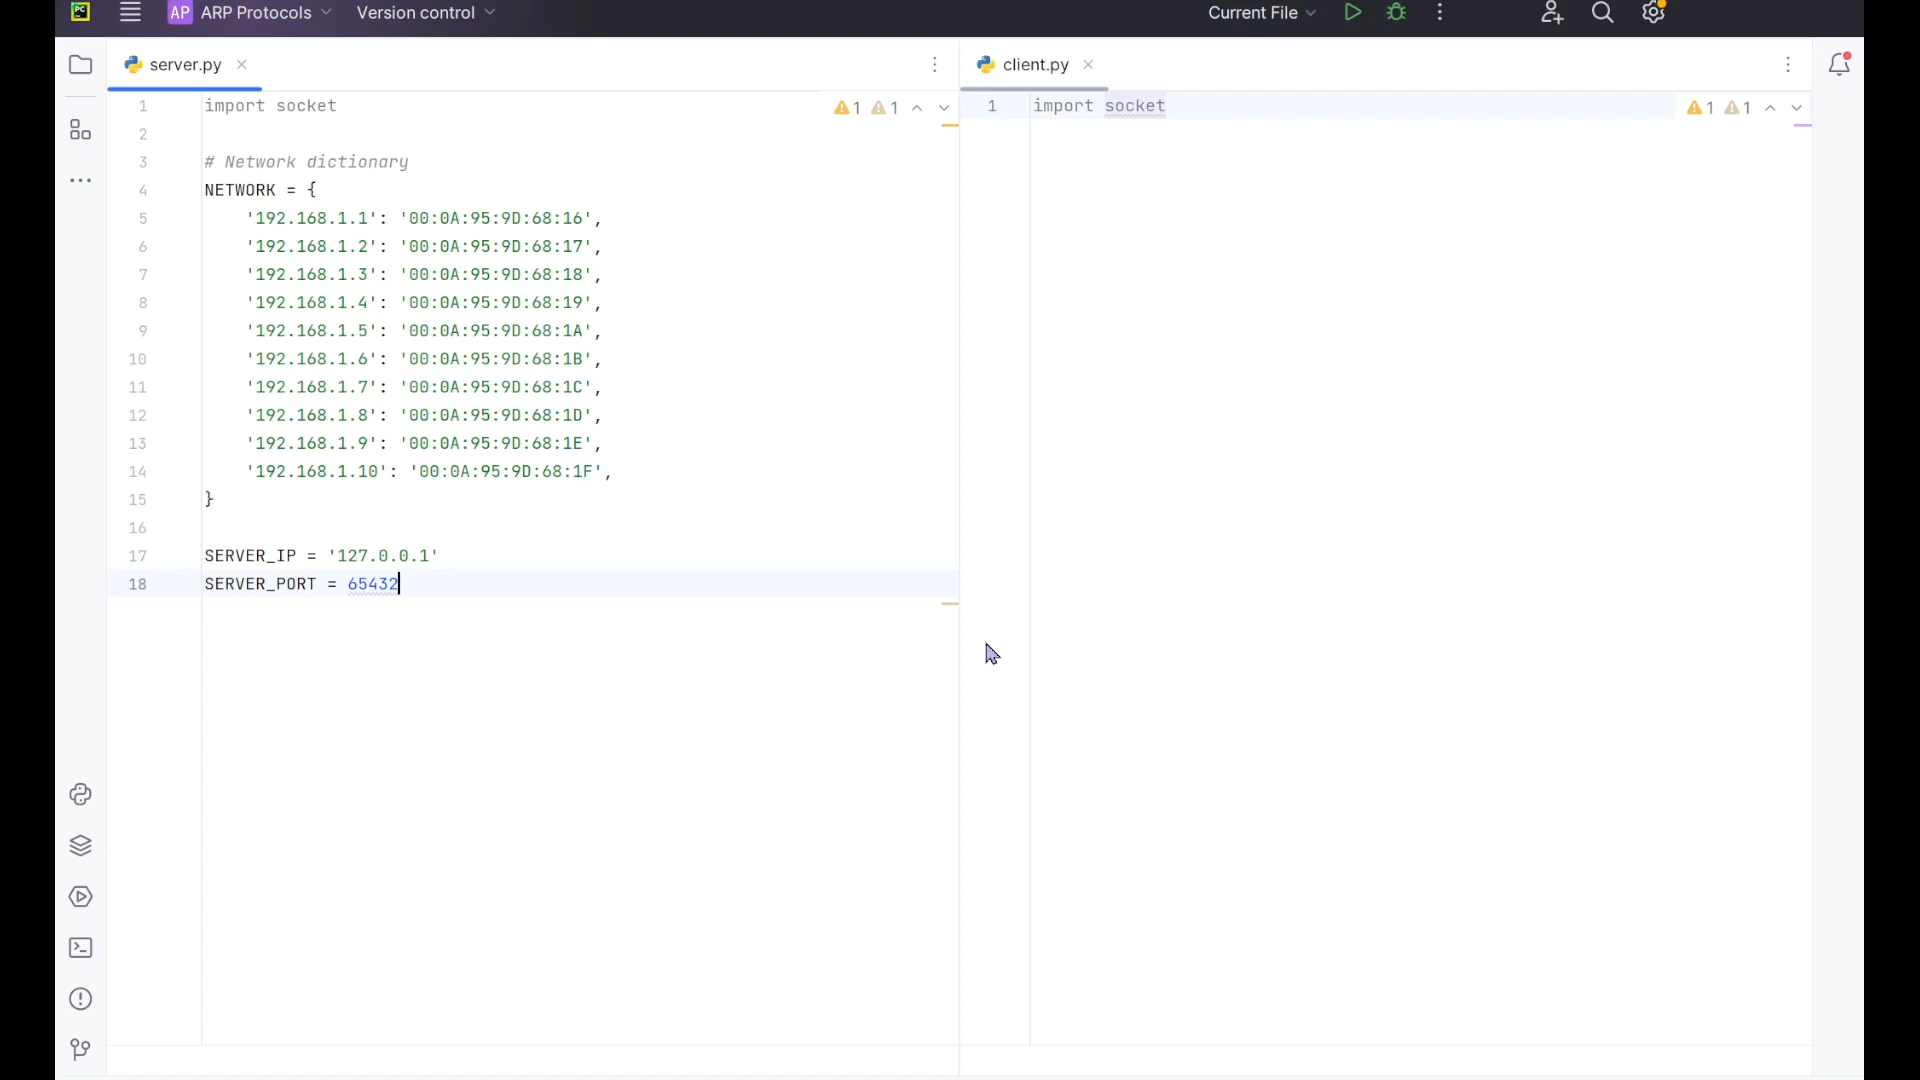 PC
AP ARP Protocols Version control
Current File
server.py
1 import socket
2
3 # Network dictionary
4 NETWORK = {
5 '192.168.1.1': '00:0A:95:9D:68:16',
6 '192.168.1.2': '00:0A:95:9D:68:17',
7 '192.168.1.3': '00:0A:95:9D:68:18',
8 '192.168.1.4': '00:0A:95:9D:68:19',
9 '192.168.1.5': '00:0A:95:9D:68:1A',
10 '192.168.1.6': '00:0A:95:9D:68:1B',
11 '192.168.1.7': '00:0A:95:9D:68:1C',
12 '192.168.1.8': '00:0A:95:9D:68:1D',
13 '192.168.1.9': '00:0A:95:9D:68:1E',
14 '192.168.1.10': '00:0A:95:9D:68:1F',
15 }
16
17 SERVER_IP = '127.0.0.1'
18 SERVER_PORT = 65432
1 1
client.py
1 import socket
1 1